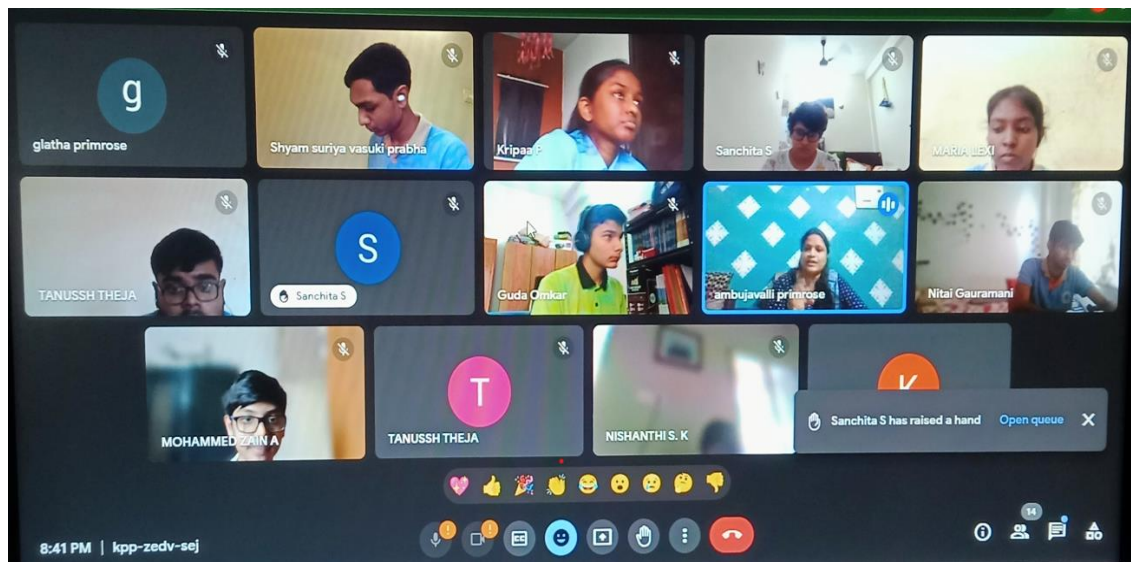 g
glatha primrose
Shyam suriya vasuki prabha
Kripaa
Sanchita S
MARIA LEXI
TANUSSH THEJA
S
Sanchita S
Guda Omkar
ambujavalli primrose
Nitai Gauramani
MOHAMMED ZAIN A
T
TANUSSH THEJA
NISHANTHI S. K
K
Sanchita S has raised a hand Open queue
8:41 PM | kpp-zedv-sej
CC
14